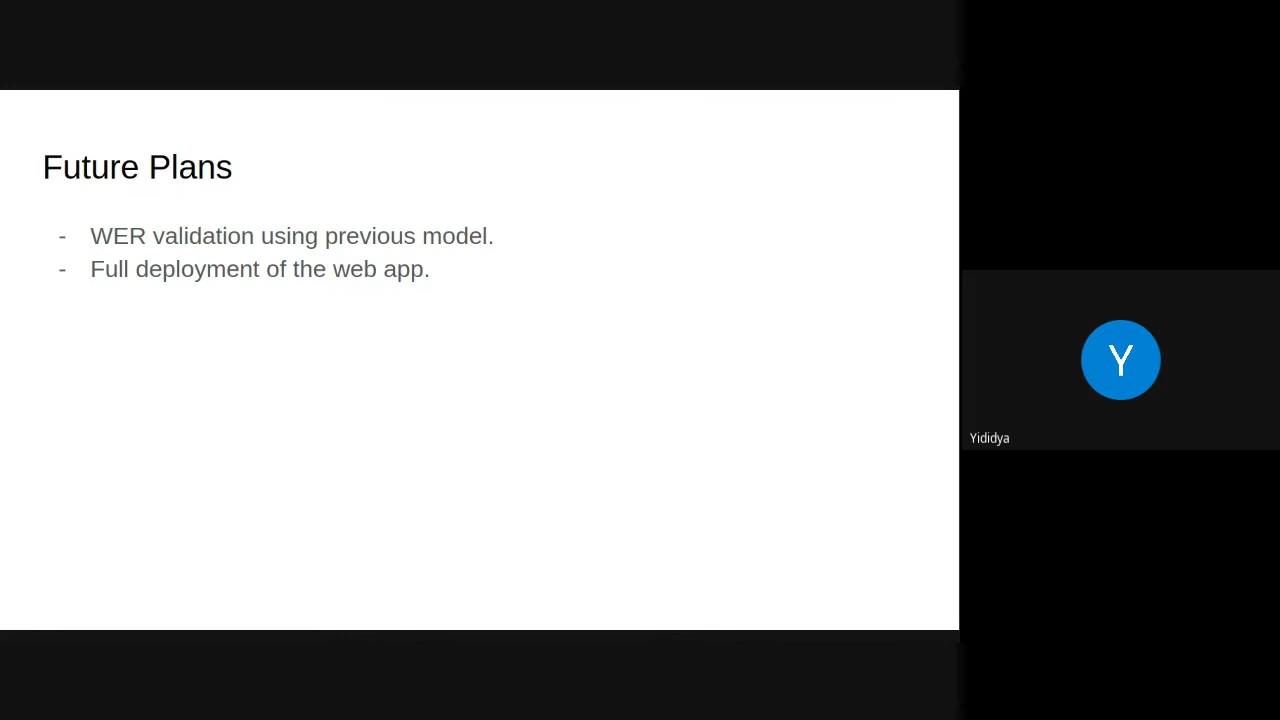 Future Plans
- WER validation using previous model.
- Full deployment of the web app.
Y
Yididya